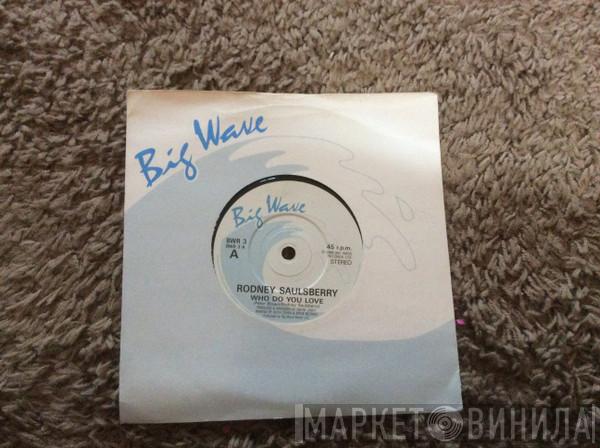 Big Wave
Big Wave
BWR 3
A
45 r.p.m.
STEREO
RODNEY SAULSBERRY
WHO DO YOU LOVE
МАРКЕТ ВИНИЛА